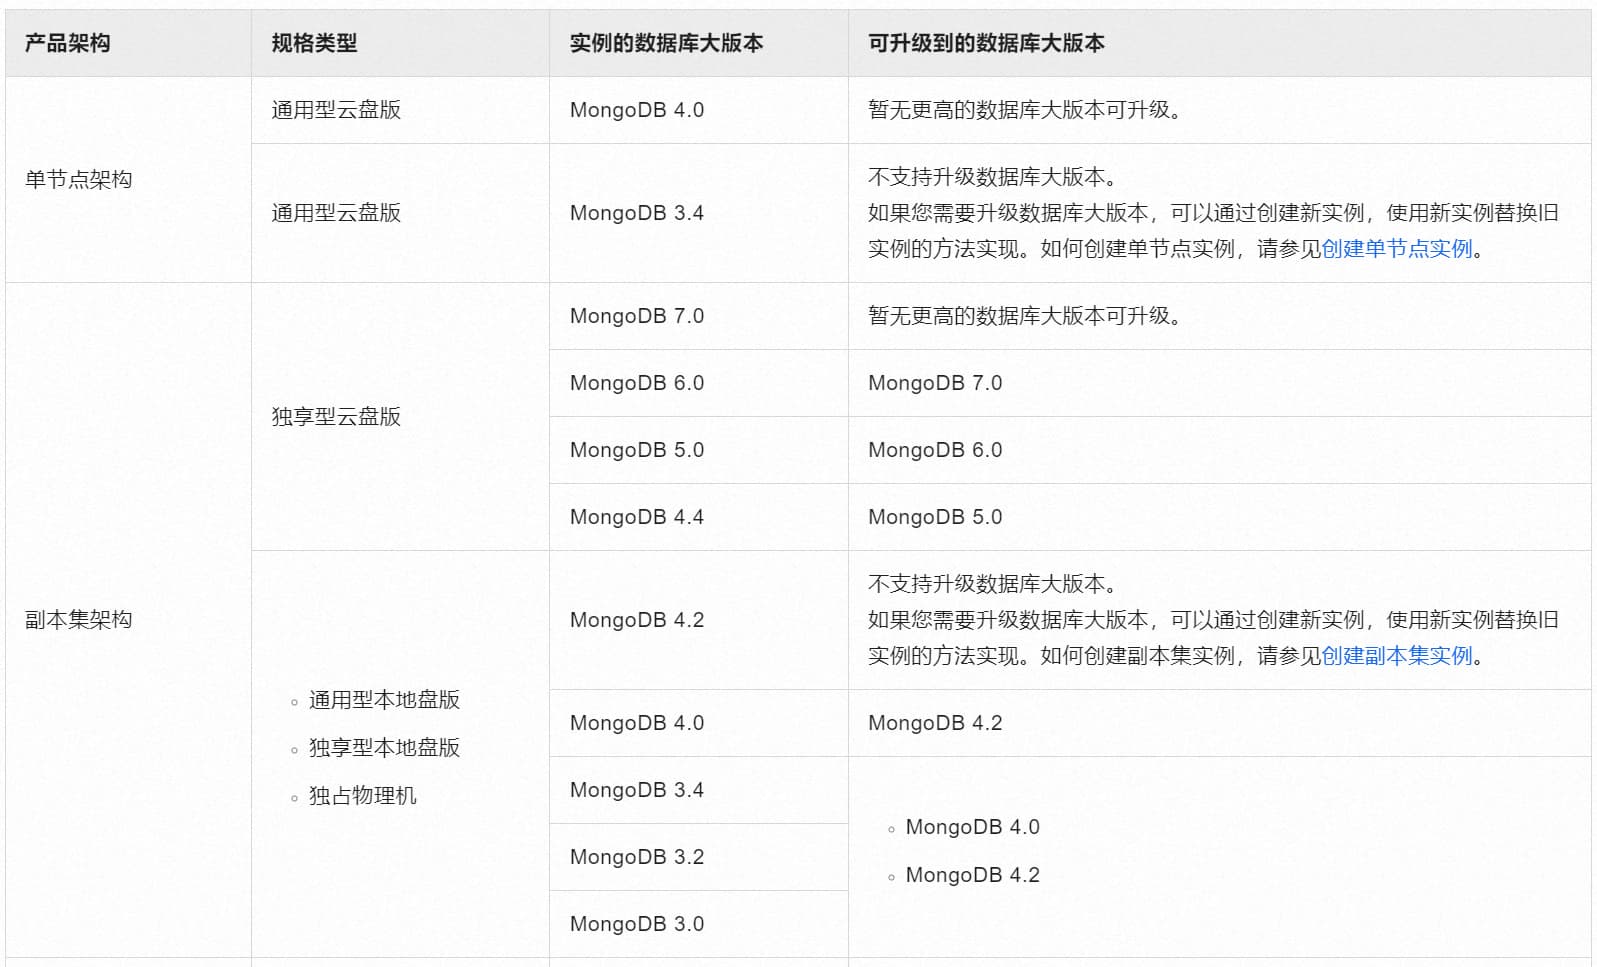 产品架构 规格类型 实例的数据库大版本 可升级到的数据库大版本
单节点架构
通用型云盘版 MongoDB 4.0 暂无更高的数据库大版本可升级。
通用型云盘版 MongoDB 3.4
不支持升级数据库大版本。
如果您需要升级数据库大版本，可以通过创建新实例，使用新实例替换旧
实例的方法实现。如何创建单节点实例，请参见创建单节点实例。
副本集架构
独享型云盘版
MongoDB 7.0 暂无更高的数据库大版本可升级。
MongoDB 6.0 MongoDB 7.0
MongoDB 5.0 MongoDB 6.0
MongoDB 4.4 MongoDB 5.0
通用型本地盘版
独享型本地盘版
独占物理机
MongoDB 4.2
不支持升级数据库大版本。
如果您需要升级数据库大版本，可以通过创建新实例，使用新实例替换旧
实例的方法实现。如何创建副本集实例，请参见创建副本集实例。
MongoDB 4.0 MongoDB 4.2
MongoDB 3.4
MongoDB 3.2
MongoDB 3.0
MongoDB 4.0
MongoDB 4.2